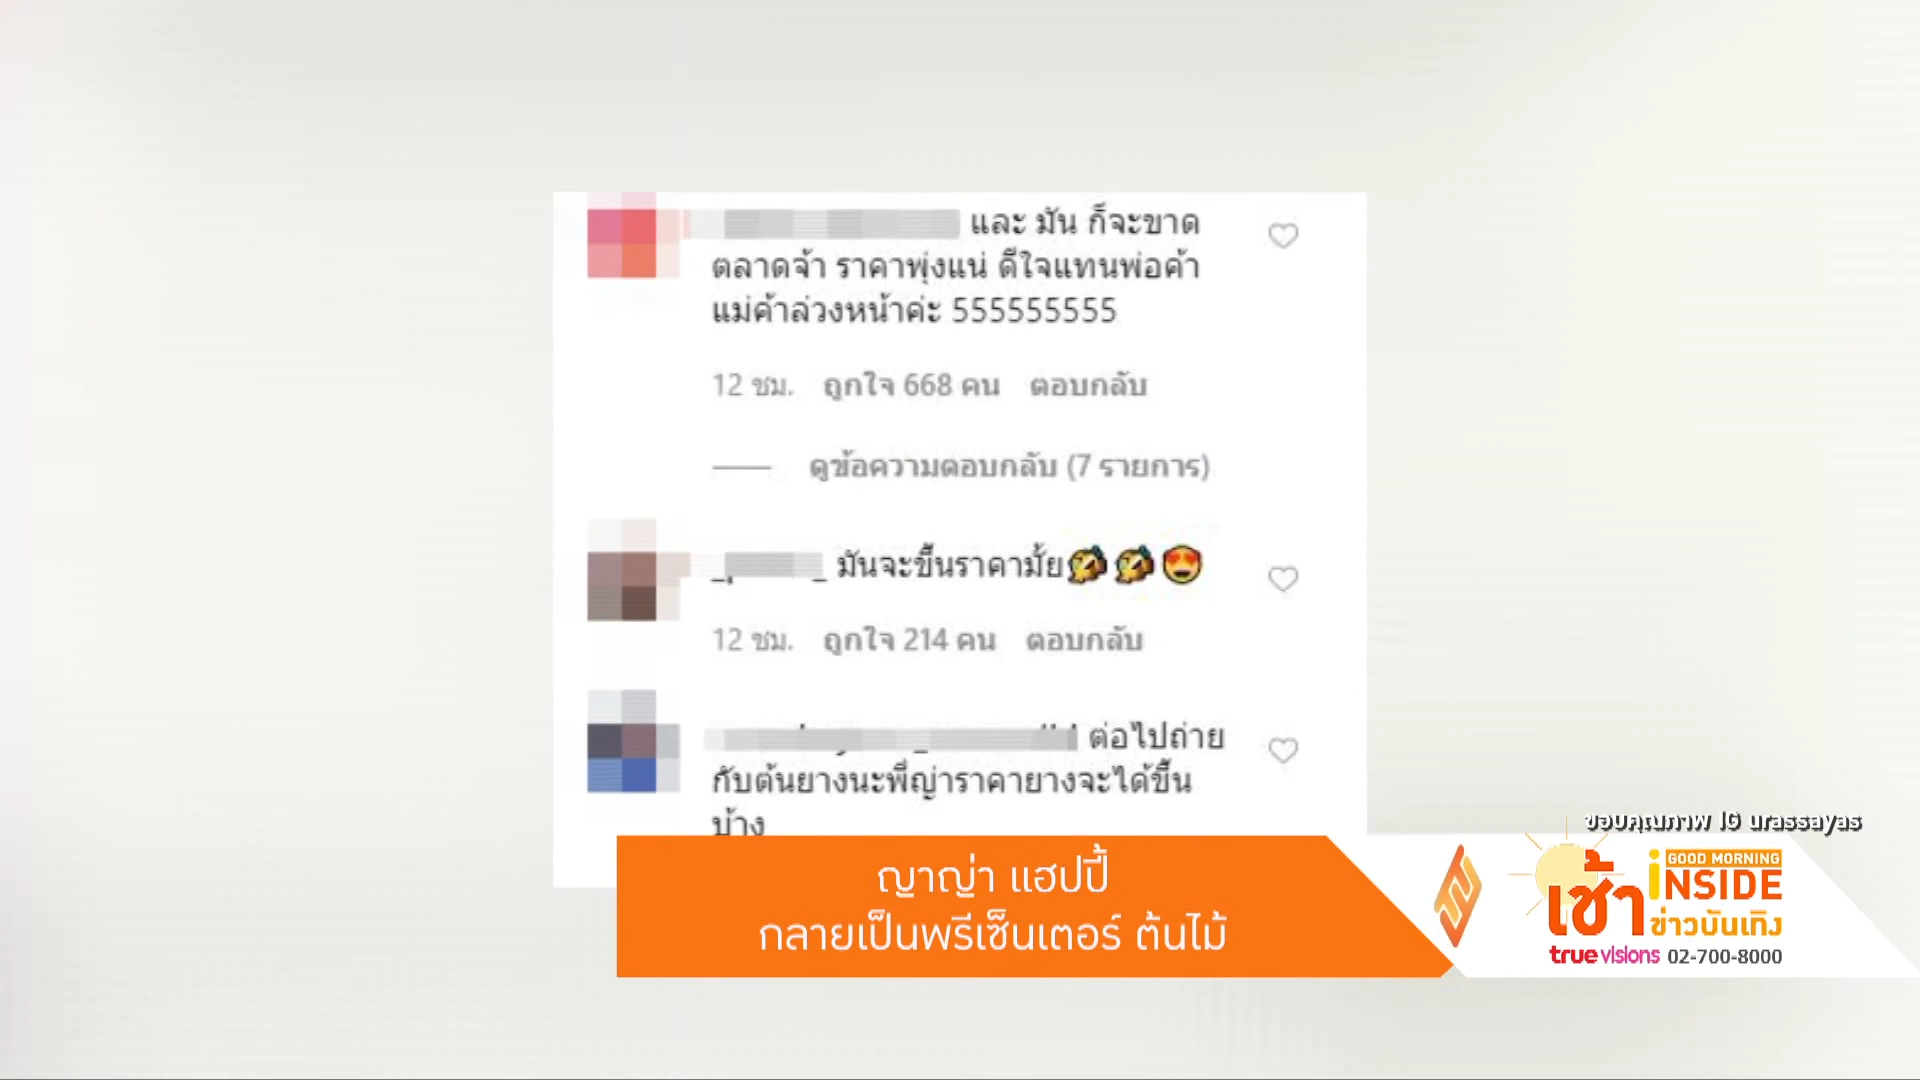 และ มัน ก็จะขาด
ตลาดจ้า ราคาพุ่งแน่ ดีใจแทนพ่อค้า
แม่ค้าล่วงหน้าค่ะ 555555555
12 ชม. ถูกใจ 668 คน ตอบกลับ
ดูข้อความตอบกลับ (7 รายการ)
มันจะขึ้นราคามั้ย🤣🤣😍
12 ชม. ถูกใจ 214 คน ตอบกลับ
ต่อไปถ่าย
กับต้นยางนะพี่ญ่าราคายางจะได้ขึ้น
บ้าง
ขอบคุณภาพ IG urassayas
ญาญ่า แฮปปี้
กลายเป็นพรีเซ็นเตอร์ ต้นไม้
เช้า
GOOD MORNING
iNSIDE
ข่าวบันเทิง
truevisions 02-700-8000